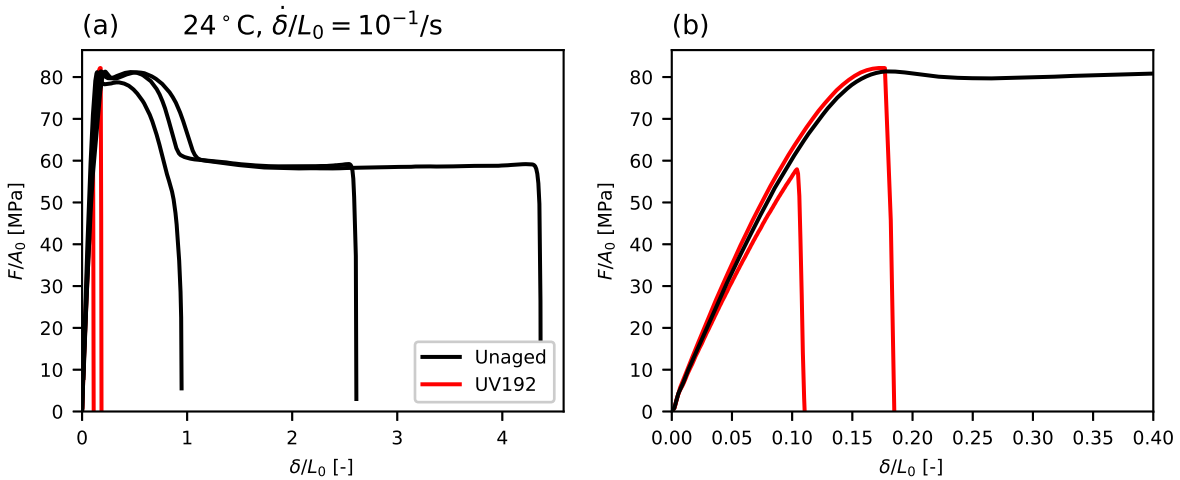 (a) 24°C, δ̇/L₀ = 10⁻¹/s
F/A₀ [MPa]
80
70
60
50
40
30
20
10
0
0 1 2 3 4
δ/L₀ [-]
Unaged
UV192
(b)
F/A₀ [MPa]
80
70
60
50
40
30
20
10
0
0.00 0.05 0.10 0.15 0.20 0.25 0.30 0.35 0.40
δ/L₀ [-]